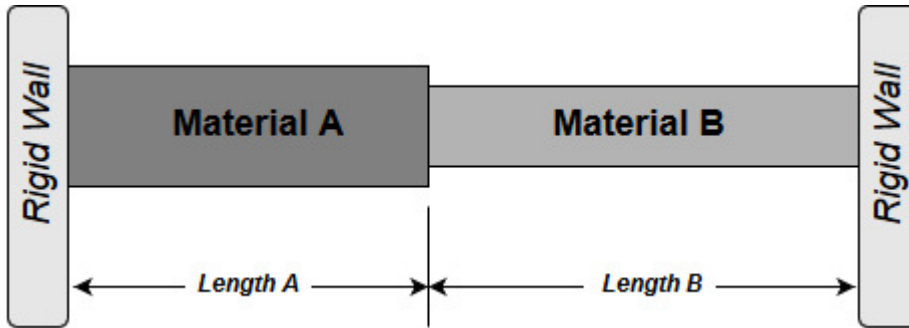 Rigid Wall
Material A
Material B
Rigid Wall
Length A
Length B